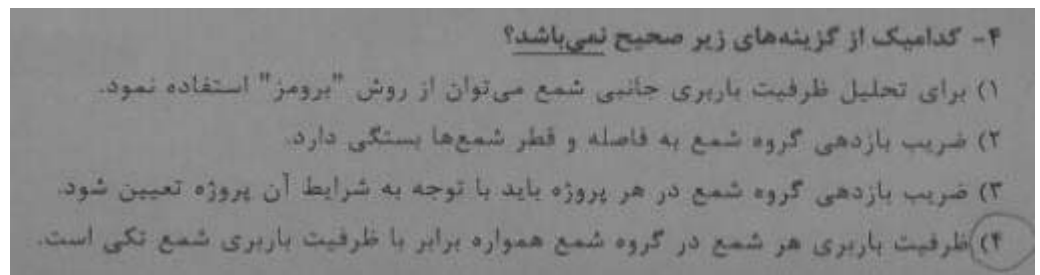 ۴- کدامیک از گزینه‌های زیر صحیح نمی‌باشد؟
۱) برای تحلیل ظرفیت باربری جانبی شمع می‌توان از روش "برومز" استفاده نمود.
۲) ضریب بازدهی گروه شمع به فاصله و قطر شمع‌ها بستگی دارد.
۳) ضریب بازدهی گروه شمع در هر پروژه باید با توجه به شرایط آن پروژه تعیین شود.
۴) ظرفیت باربری هر شمع در گروه شمع همواره برابر با ظرفیت باربری شمع تکی است.